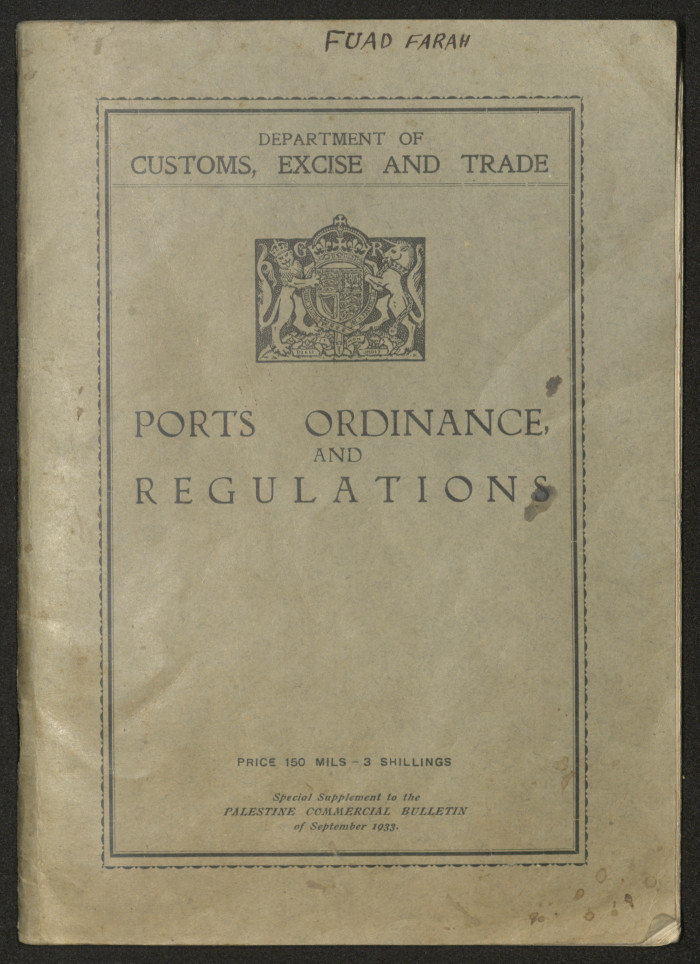 FUAD FARAH
DEPARTMENT OF
CUSTOMS, EXCISE AND TRADE
G R
DIEU
PORTS ORDINANCE,
AND
REGULATIONS
PRICE 150 MILS – 3 SHILLINGS
Special Supplement to the
PALESTINE COMMERCIAL BULLETIN
of September 1933.